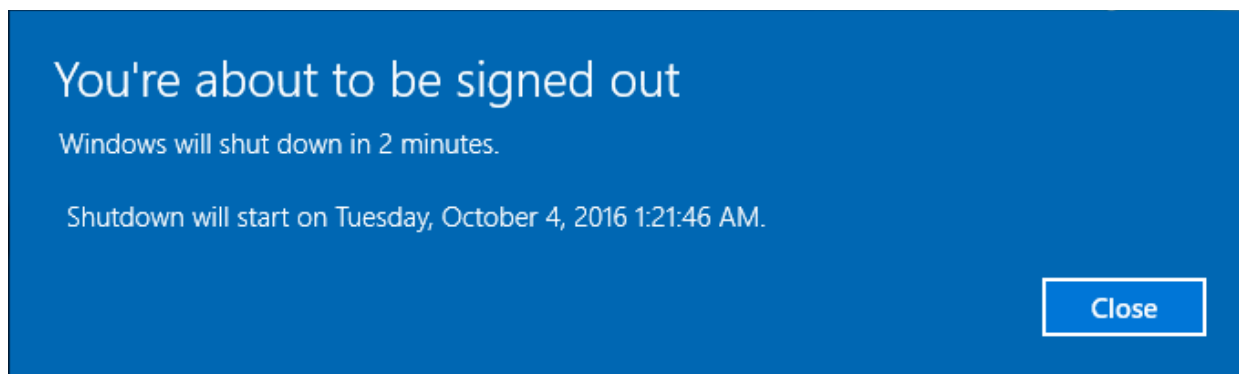 You're about to be signed out
Windows will shut down in 2 minutes.
Shutdown will start on Tuesday, October 4, 2016 1:21:46 AM.
Close